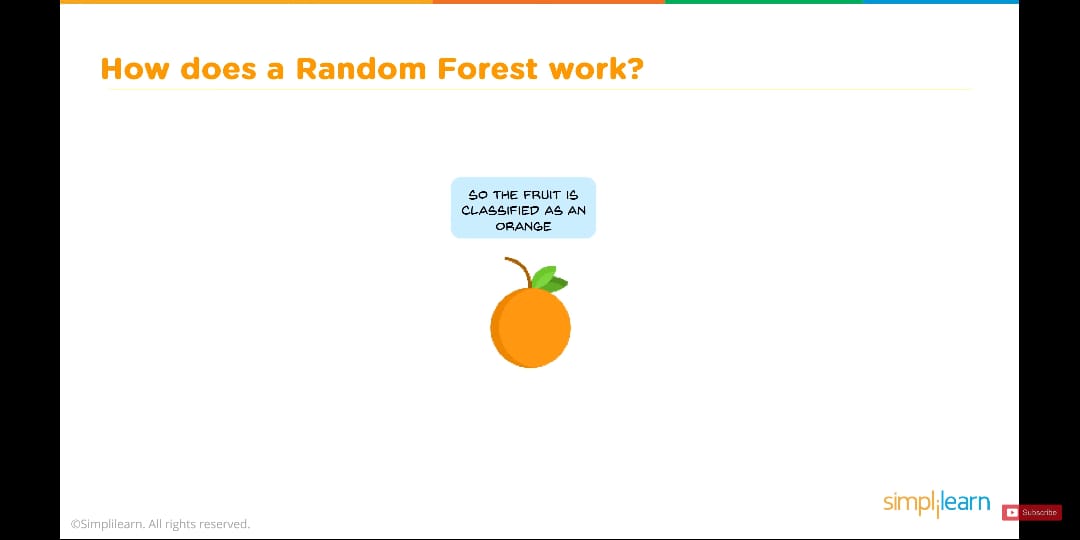 How does a Random Forest work?
SO THE FRUIT IS
CLASSIFIED AS AN
ORANGE
simplilearn
Subscribe
©Simplilearn. All rights reserved.